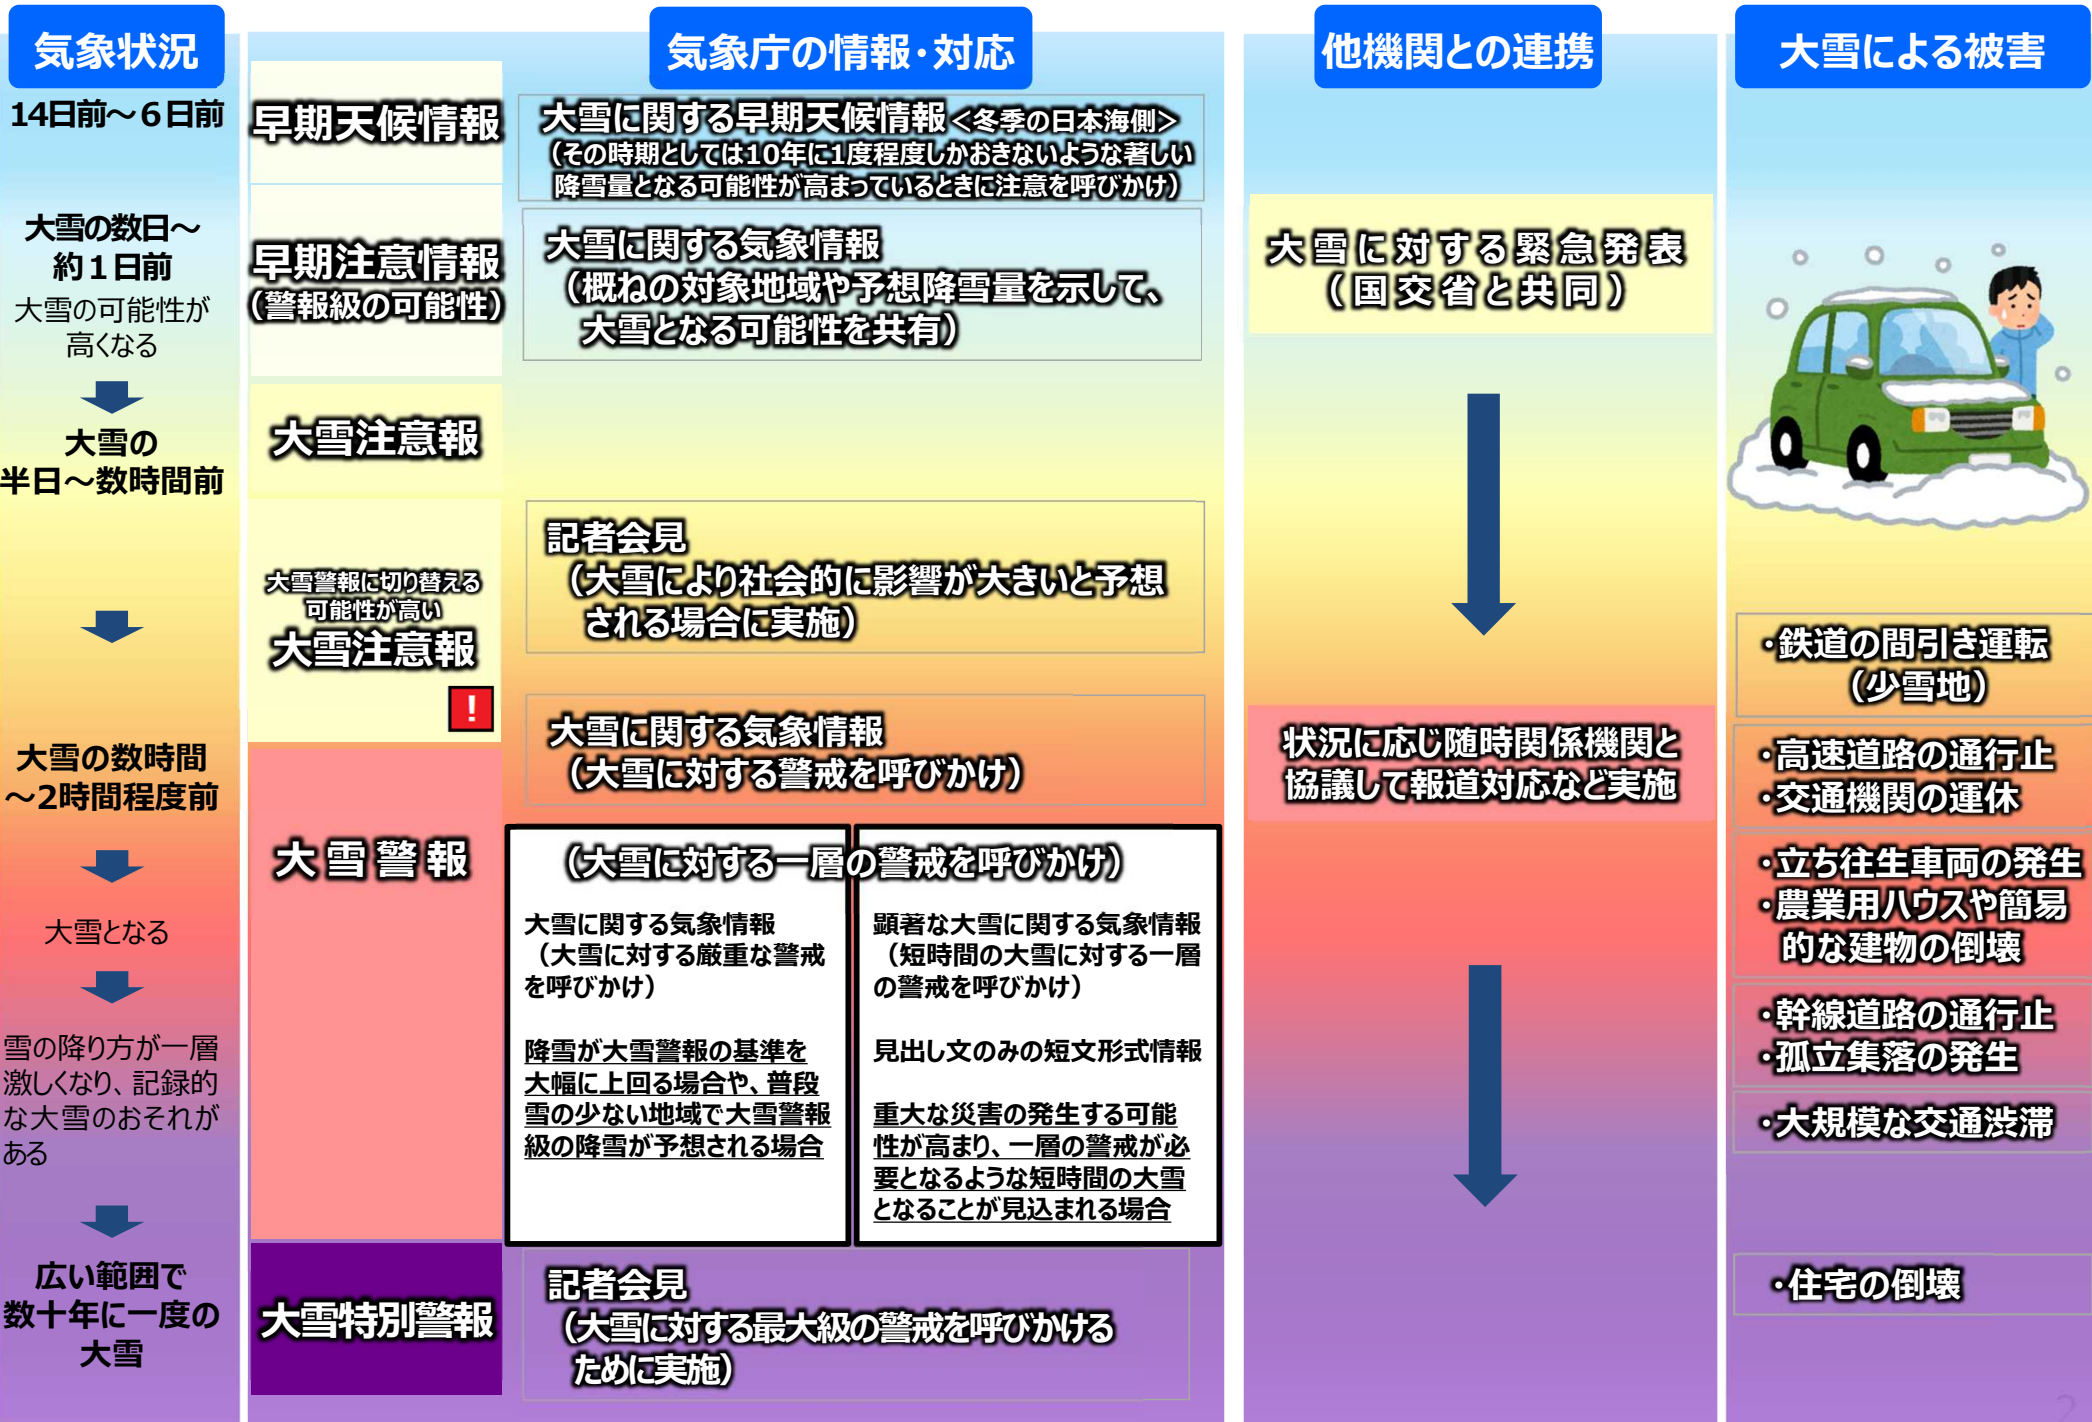 気象状況
14日前～6日前
大雪の数日～
約1日前
大雪の可能性が
高くなる
大雪の
半日～数時間前
大雪の数時間
～2時間程度前
大雪となる
雪の降り方が一層
激しくなり、記録的
な大雪のおそれが
ある
広い範囲で
数十年に一度の
大雪
気象庁の情報・対応
早期天候情報
大雪に関する早期天候情報＜冬季の日本海側＞
（その時期としては10年に1度程度しかおきないような著しい
降雪量となる可能性が高まっているときに注意を呼びかけ）
早期注意情報
（警報級の可能性）
大雪に関する気象情報
（概ねの対象地域や予想降雪量を示して、
大雪となる可能性を共有）
大雪注意報
大雪警報に切り替える
可能性が高い
大雪注意報
!
記者会見
（大雪により社会的に影響が大きいと予想
される場合に実施）
大雪に関する気象情報
（大雪に対する警戒を呼びかけ）
大雪警報
（大雪に対する一層の警戒を呼びかけ）
大雪に関する気象情報
（大雪に対する厳重な警戒
を呼びかけ）
降雪が大雪警報の基準を
大幅に上回る場合や、普段
雪の少ない地域で大雪警報
級の降雪が予想される場合
顕著な大雪に関する気象情報
（短時間の大雪に対する一層
の警戒を呼びかけ）
見出し文のみの短文形式情報
重大な災害の発生する可能
性が高まり、一層の警戒が必
要となるような短時間の大雪
となることが見込まれる場合
大雪特別警報
記者会見
（大雪に対する最大級の警戒を呼びかける
ために実施）
他機関との連携
大雪に対する緊急発表
（国交省と共同）
状況に応じ随時関係機関と
協議して報道対応など実施
大雪による被害
・鉄道の間引き運転
（少雪地）
・高速道路の通行止
・交通機関の運休
・立ち往生車両の発生
・農業用ハウスや簡易
的な建物の倒壊
・幹線道路の通行止
・孤立集落の発生
・大規模な交通渋滞
・住宅の倒壊
2